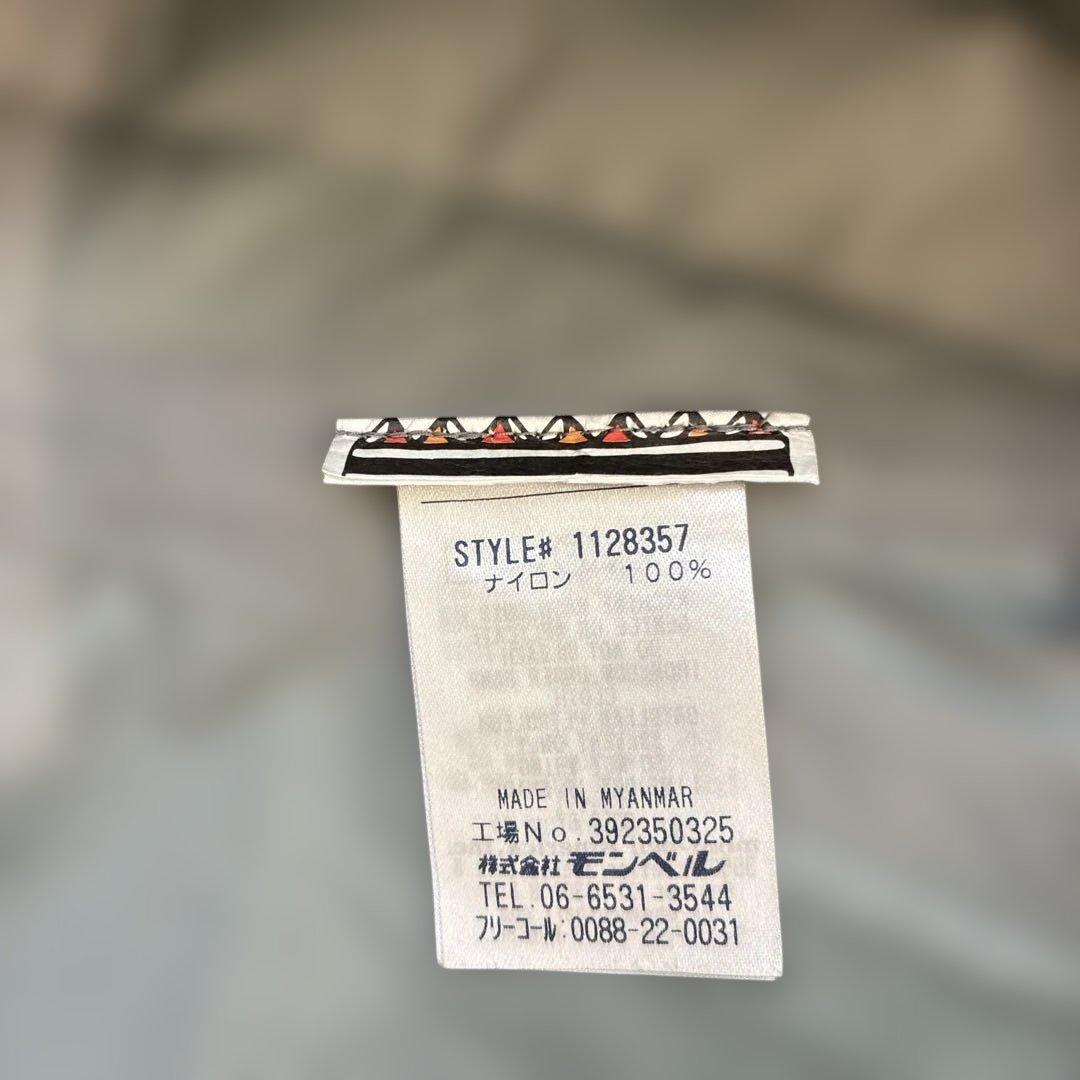 STYLE# 1128357
ナイロン 100%
MADE IN MYANMAR
工場No.392350325
株式会社 モンベル
TEL.06-6531-3544
フリーコール:0088-22-0031